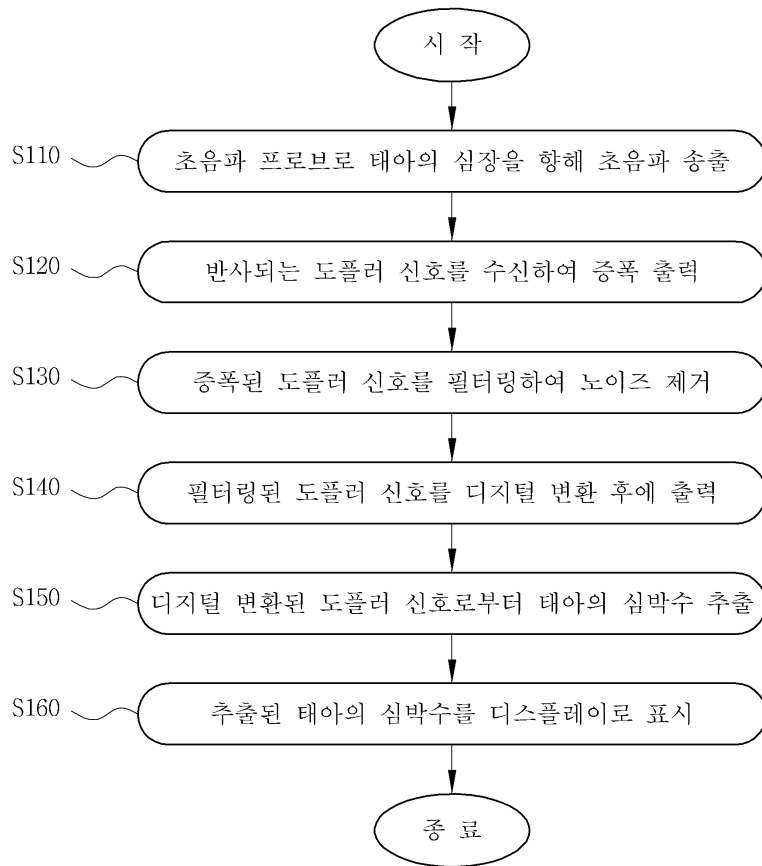 시 작
S110 초음파 프로브로 태아의 심장을 향해 초음파 송출
S120 반사되는 도플러 신호를 수신하여 증폭 출력
S130 증폭된 도플러 신호를 필터링하여 노이즈 제거
S140 필터링된 도플러 신호를 디지털 변환 후에 출력
S150 디지털 변환된 도플러 신호로부터 태아의 심박수 추출
S160 추출된 태아의 심박수를 디스플레이로 표시
종 료